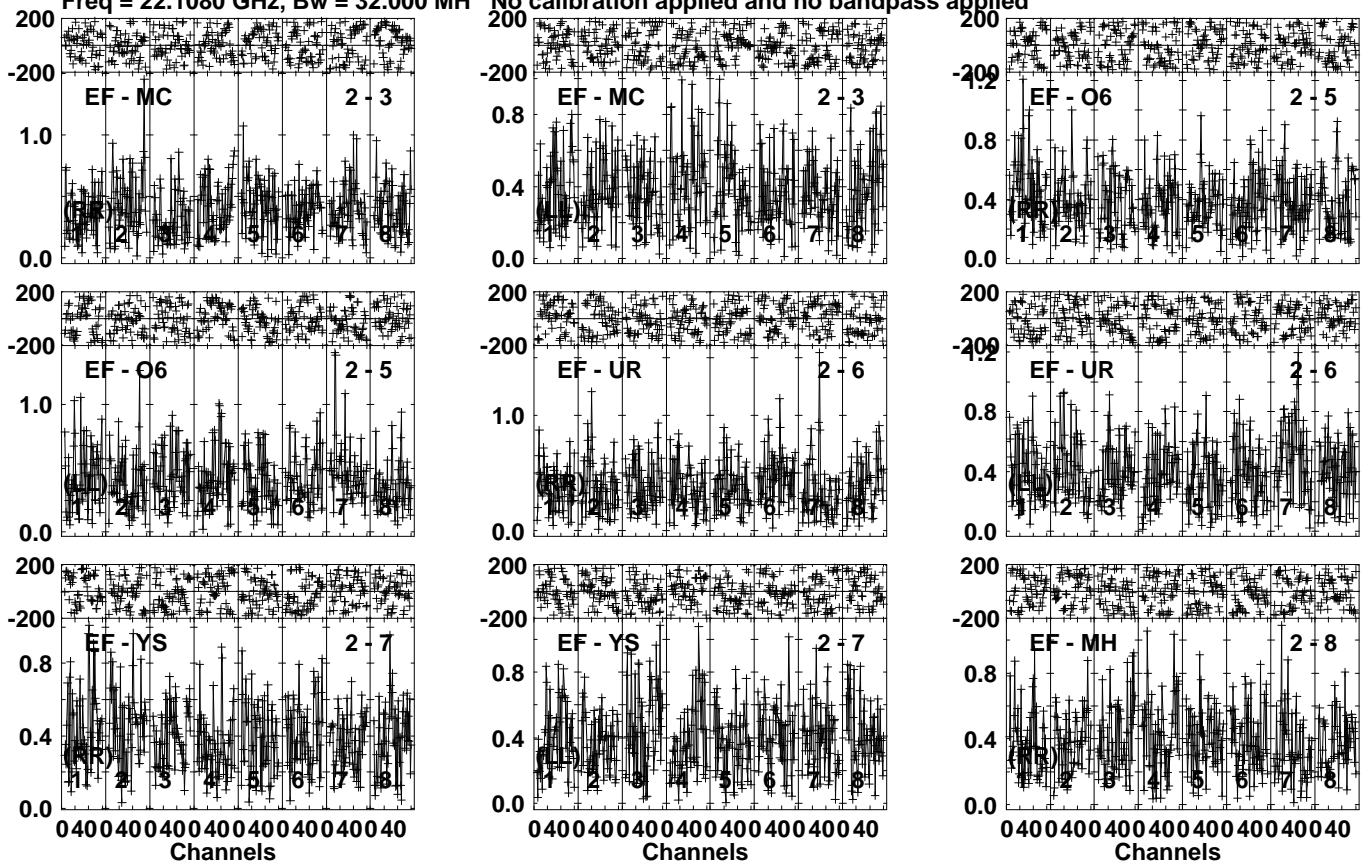 Freq = 22.1080 GHz, Bw = 32.000 MH No calibration applied and no bandpass applied
200 200 200
-200 -200 -200
1.2
EF - MC 2 - 3 EF - MC 2 - 3 EF - O6 2 - 5
1.0 0.8 0.8
0.4 0.4
(RR) (LL) (RR)
1 2 3 4 5 6 7 8 1 2 3 4 5 6 7 8 1 2 3 4 5 6 7 8
0.0 0.0 0.0
200 200 200
-200 -200 -200
1.2
EF - O6 2 - 5 EF - UR 2 - 6 EF - UR 2 - 6
1.0 1.0 0.8
0.4
(LL) (RR) (LL)
1 2 3 4 5 6 7 8 1 2 3 4 5 6 7 8 1 2 3 4 5 6 7 8
0.0 0.0 0.0
200 200 200
-200 -200 -200
EF - YS 2 - 7 EF - YS 2 - 7 EF - MH 2 - 8
0.8 0.8 0.8
0.4 0.4 0.4
(RR) (LL) (RR)
1 2 3 4 5 6 7 8 1 2 3 4 5 6 7 8 1 2 3 4 5 6 7 8
0.0 0.0 0.0
0 40 0 40 0 40 0 40 0 40 0 40 0 40 0 40 0 40 0 40 0 40 0 40 0 40 0 40 0 40 0 40 0 40 0 40 0 40 0 40 0 40 0 40 0 40 0 40
Channels Channels Channels